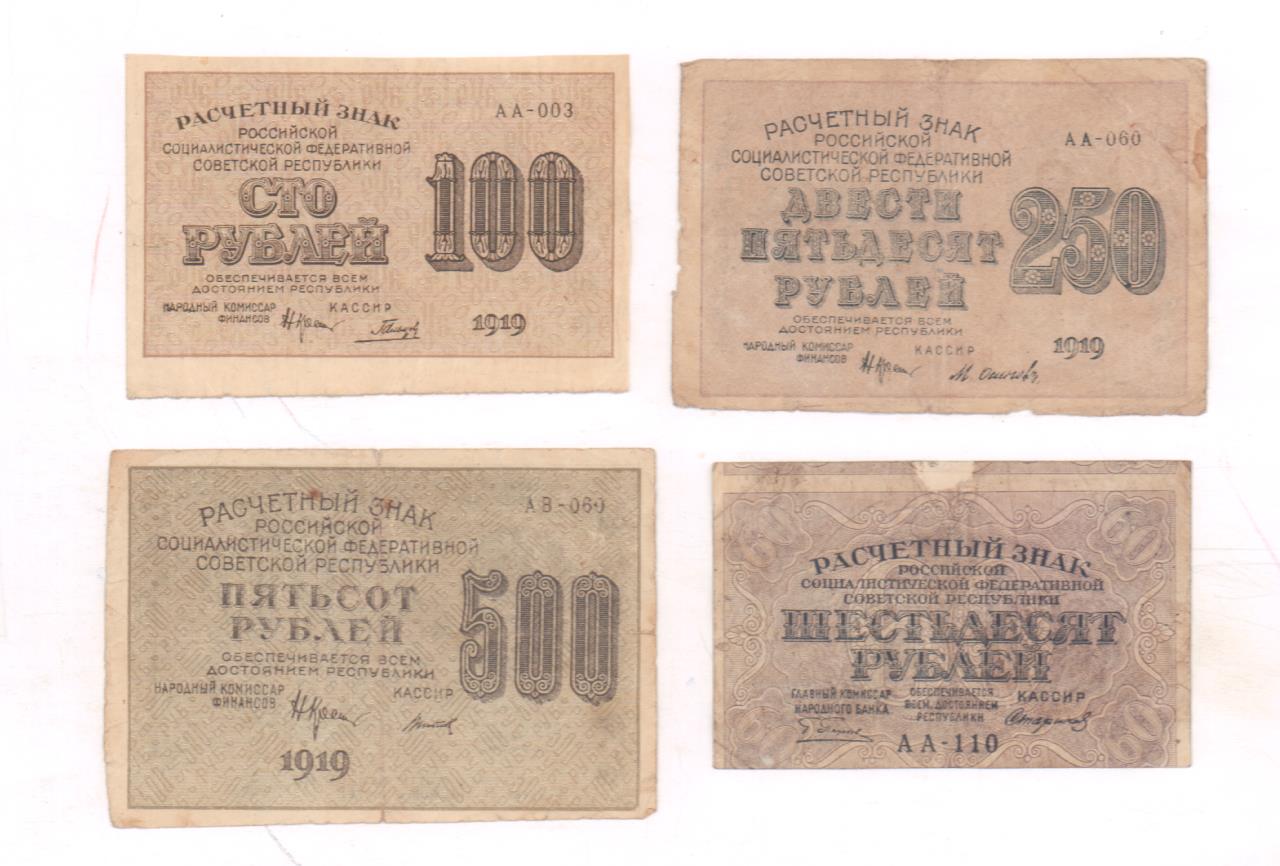 РАСЧЕТНЫЙ ЗНАК
АА-003
РОССИЙСКОЙ
СОЦИАЛИСТИЧЕСКОЙ ФЕДЕРАТИВНОЙ
СОВЕТСКОЙ РЕСПУБЛИКИ
СТО
РУБЛЕЙ
100
ОБЕСПЕЧИВАЕТСЯ ВСЕМ
ДОСТОЯНИЕМ РЕСПУБЛИКИ
НАРОДНЫЙ КОМИССАР
ФИНАНСОВ
КАССИР
1919
РАСЧЕТНЫЙ ЗНАК
АА-060
РОССИЙСКОЙ
СОЦИАЛИСТИЧЕСКОЙ ФЕДЕРАТИВНОЙ
СОВЕТСКОЙ РЕСПУБЛИКИ
ДВЕСТИ
ПЯТЬДЕСЯТ
РУБЛЕЙ
250
ОБЕСПЕЧИВАЕТСЯ ВСЕМ
ДОСТОЯНИЕМ РЕСПУБЛИКИ
НАРОДНЫЙ КОМИССАР
ФИНАНСОВ
КАССИР
1919
РАСЧЕТНЫЙ ЗНАК
АВ-060
РОССИЙСКОЙ
СОЦИАЛИСТИЧЕСКОЙ ФЕДЕРАТИВНОЙ
СОВЕТСКОЙ РЕСПУБЛИКИ
ПЯТЬСОТ
РУБЛЕЙ
500
ОБЕСПЕЧИВАЕТСЯ ВСЕМ
ДОСТОЯНИЕМ РЕСПУБЛИКИ
НАРОДНЫЙ КОМИССАР
ФИНАНСОВ
КАССИР
1919
60
60
РАСЧЕТНЫЙ ЗНАК
РОССИЙСКОЙ
СОЦИАЛИСТИЧЕСКОЙ ФЕДЕРАТИВНОЙ
СОВЕТСКОЙ РЕСПУБЛИКИ
ШЕСТЬДЕСЯТ
РУБЛЕЙ
ГЛАВНЫЙ КОМИССАР
НАРОДНОГО БАНКА
ОБЕСПЕЧИВАЕТСЯ
ВСЕМ ДОСТОЯНИЕМ
РЕСПУБЛИКИ
КАССИР
60
60
АА-110